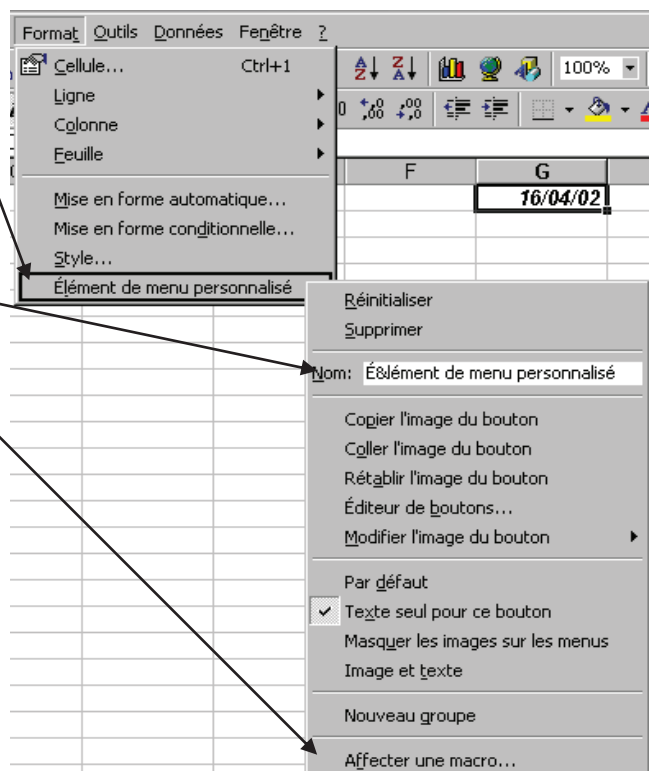 Format Outils Données Fenêtre ?
Cellule... Ctrl+1
100%
Ligne
Colonne
Feuille
F G
16/04/02
Mise en forme automatique...
Mise en forme conditionnelle...
Style...
Élément de menu personnalisé
Réinitialiser
Supprimer
Nom: É&lément de menu personnalisé
Copier l'image du bouton
Coller l'image du bouton
Rétablir l'image du bouton
Éditeur de boutons...
Modifier l'image du bouton
Par défaut
Texte seul pour ce bouton
Masquer les images sur les menus
Image et texte
Nouveau groupe
Affecter une macro...